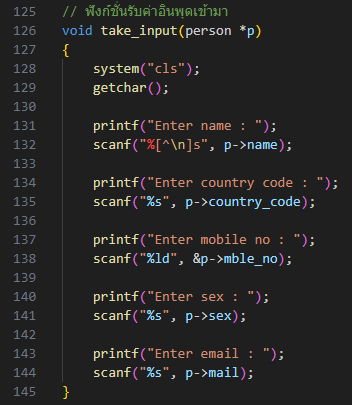 125 // ฟังก์ชั่นรับค่าอินพุดเข้ามา
126 void take_input(person *p)
127 {
128     system("cls");
129     getchar();
130
131     printf("Enter name : ");
132     scanf("%[^\n]s", p->name);
133
134     printf("Enter country code : ");
135     scanf("%s", p->country_code);
136
137     printf("Enter mobile no : ");
138     scanf("%ld", &p->mble_no);
139
140     printf("Enter sex : ");
141     scanf("%s", p->sex);
142
143     printf("Enter email : ");
144     scanf("%s", p->mail);
145 }